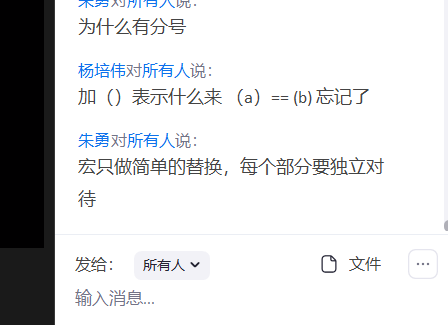 朱勇对所有人说：
为什么有分号
杨培伟对所有人说：
加（）表示什么来 （a）== (b) 忘记了
朱勇对所有人说：
宏只做简单的替换，每个部分要独立对
待
发给： 所有人 文件 ...
输入消息...